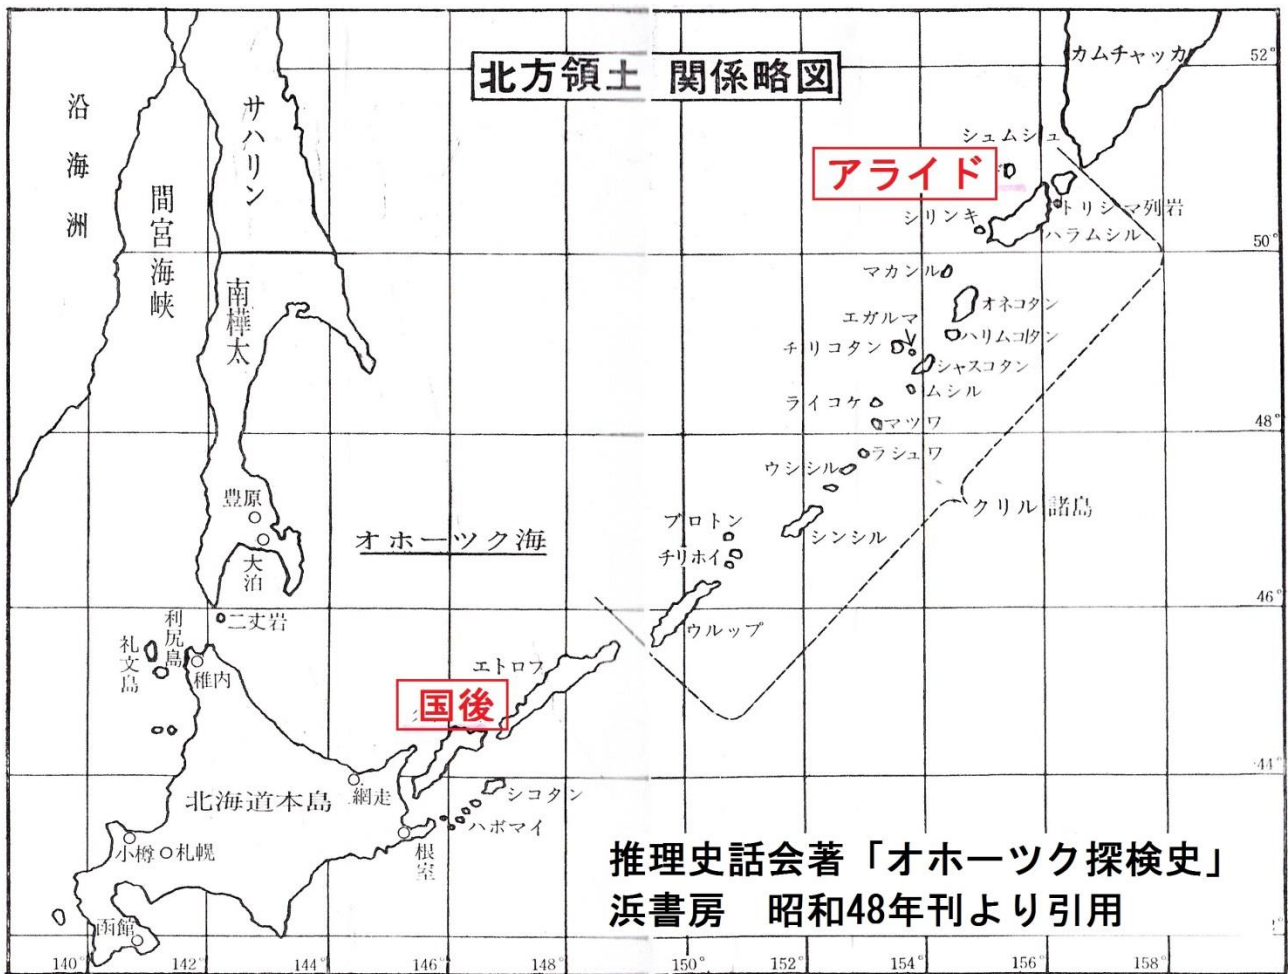 北方領土 関係略図
カムチャッカ
52°
沿海洲
サハリン
間宮海峡
シュムシュ
アライド
シリンキ
トリシマ列岩
ハラムシル
50°
マカンル
南樺太
オネコタン
エガルマ
ハリムコタン
チリコタン
シャスコタン
ムシル
ライコケ
48°
マツワ
ラシュワ
ウシシル
豊原
クリル諸島
ブロトン
シンシル
オホーツク海
チリホイ
大泊
46°
二丈岩
ウルップ
利尻島
礼文島
稚内
エトロフ
国後
44°
シコタン
北海道本島
網走
ハボマイ
小樽
札幌
根室
推理史話会著「オホーツク探検史」
浜書房 昭和48年刊より引用
函館
140°
142°
144°
146°
148°
150°
152°
154°
156°
158°